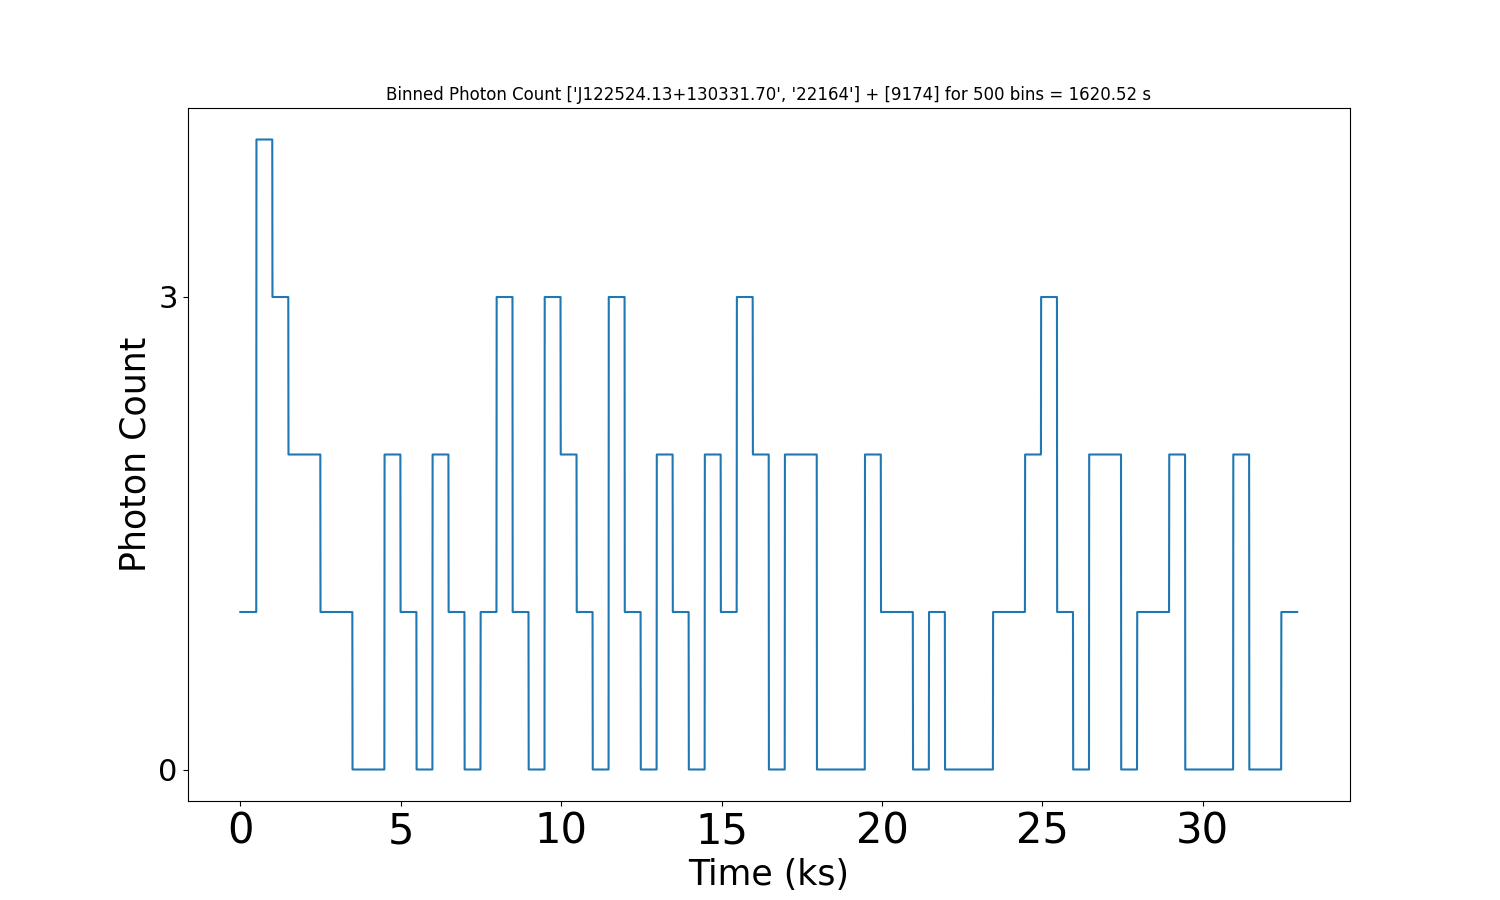 Binned Photon Count ['J122524.13+130331.70', '22164'] + [9174] for 500 bins = 1620.52 s
Photon Count
3
0
0 5 10 15 20 25 30
Time (ks)